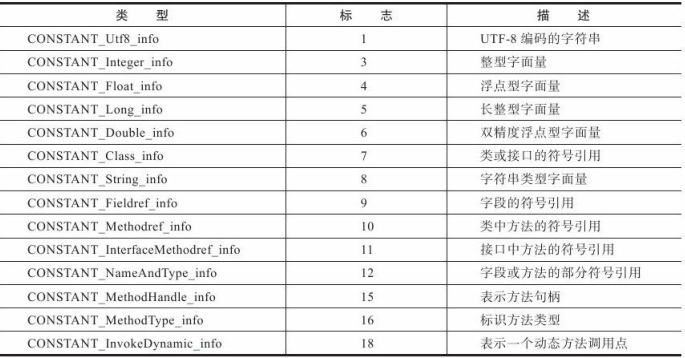 类 型 标 志 描 述
CONSTANT_Utf8_info 1 UTF-8 编码的字符串
CONSTANT_Integer_info 3 整型字面量
CONSTANT_Float_info 4 浮点型字面量
CONSTANT_Long_info 5 长整型字面量
CONSTANT_Double_info 6 双精度浮点型字面量
CONSTANT_Class_info 7 类或接口的符号引用
CONSTANT_String_info 8 字符串类型字面量
CONSTANT_Fieldref_info 9 字段的符号引用
CONSTANT_Methodref_info 10 类中方法的符号引用
CONSTANT_InterfaceMethodref_info 11 接口中方法的符号引用
CONSTANT_NameAndType_info 12 字段或方法的部分符号引用
CONSTANT_MethodHandle_info 15 表示方法句柄
CONSTANT_MethodType_info 16 标识方法类型
CONSTANT_InvokeDynamic_info 18 表示一个动态方法调用点